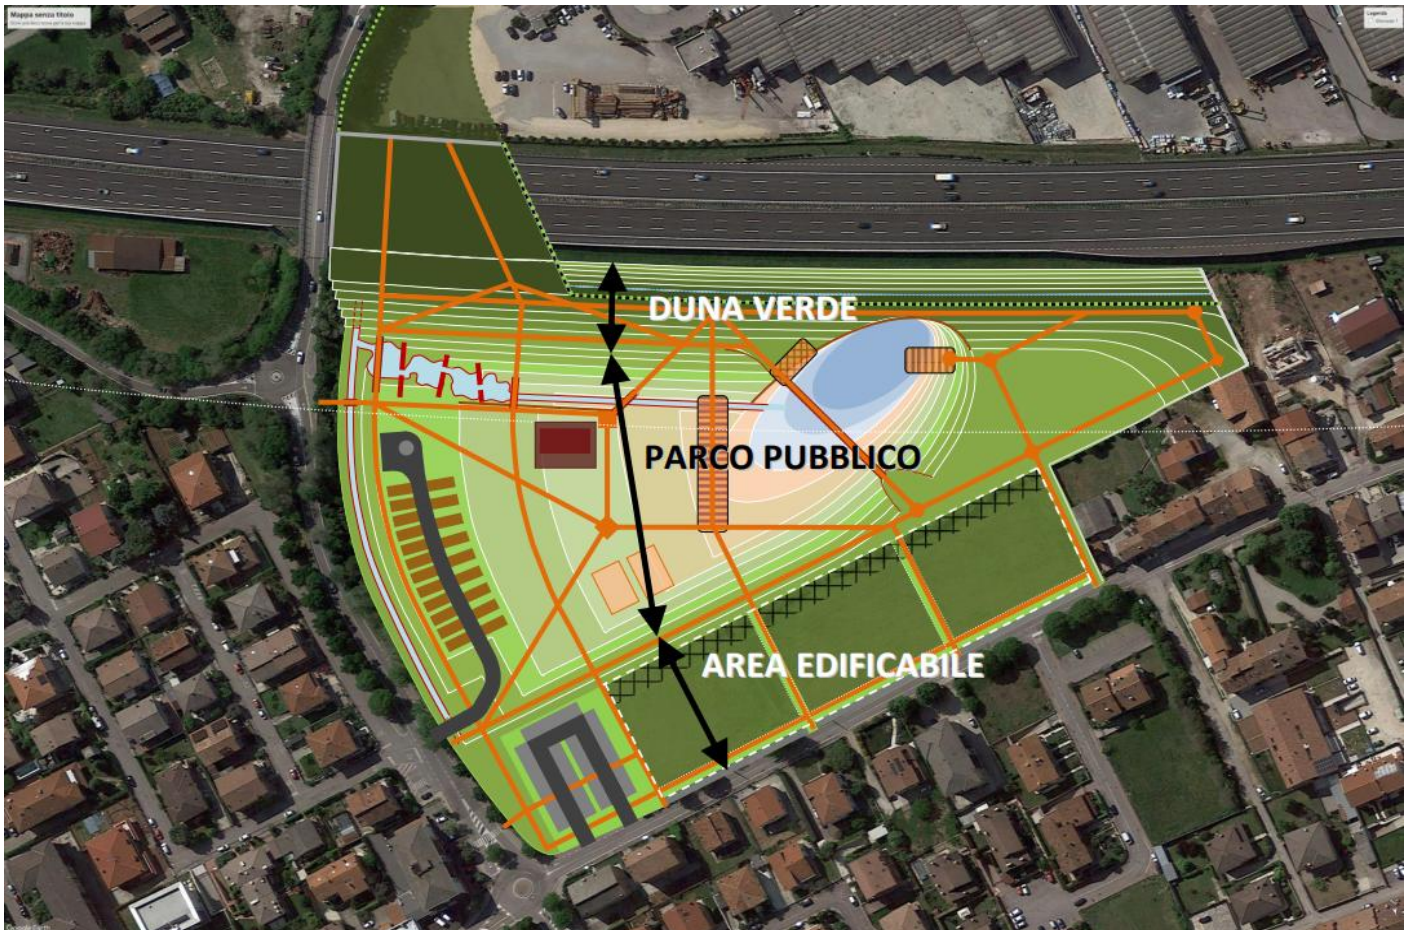 Mappa senza titolo
Legenda
DUNA VERDE
PARCO PUBBLICO
AREA EDIFICABILE